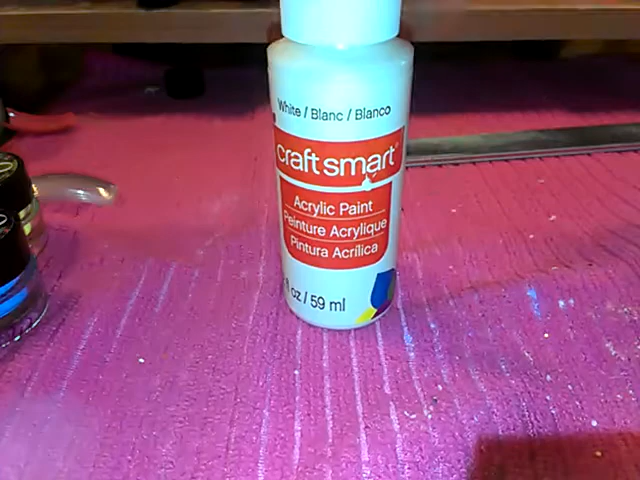 White / Blanc / Blanco
craft smart
Acrylic Paint
Peinture Acrylique
Pintura Acrílica
oz / 59 ml